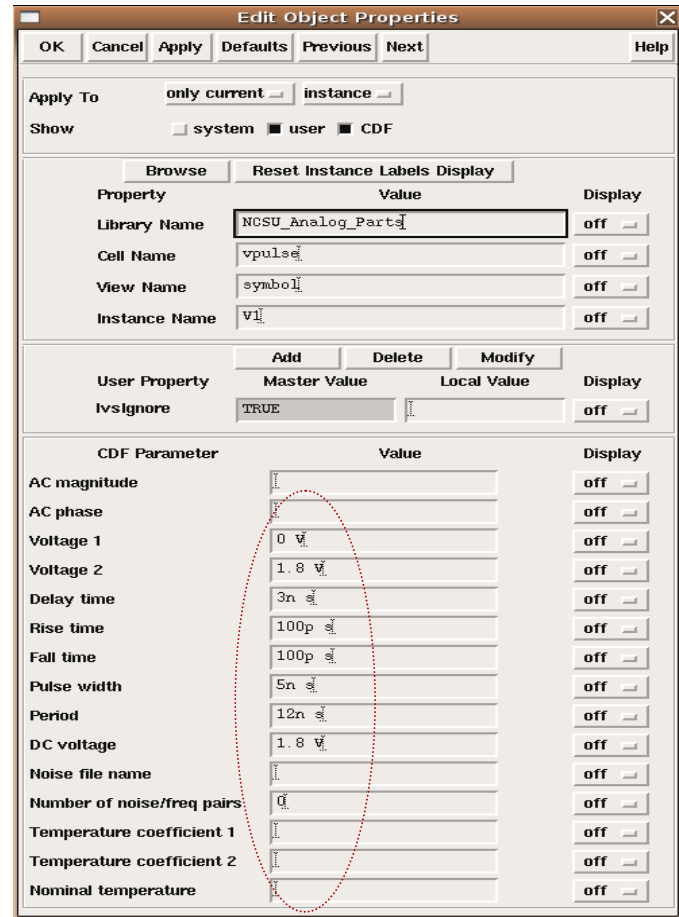 Edit Object Properties
OK Cancel Apply Defaults Previous Next Help
Apply To only current instance
Show system user CDF
Browse Reset Instance Labels Display
Property Value Display
Library Name NCSU_Analog_Parts off
Cell Name vpulse off
View Name symbol off
Instance Name V1 off
Add Delete Modify
User Property Master Value Local Value Display
lvsIgnore TRUE off
CDF Parameter Value Display
AC magnitude off
AC phase off
Voltage 1 0 V off
Voltage 2 1.8 V off
Delay time 3n s off
Rise time 100p s off
Fall time 100p s off
Pulse width 5n s off
Period 12n s off
DC voltage 1.8 V off
Noise file name off
Number of noise/freq pairs 0 off
Temperature coefficient 1 off
Temperature coefficient 2 off
Nominal temperature off